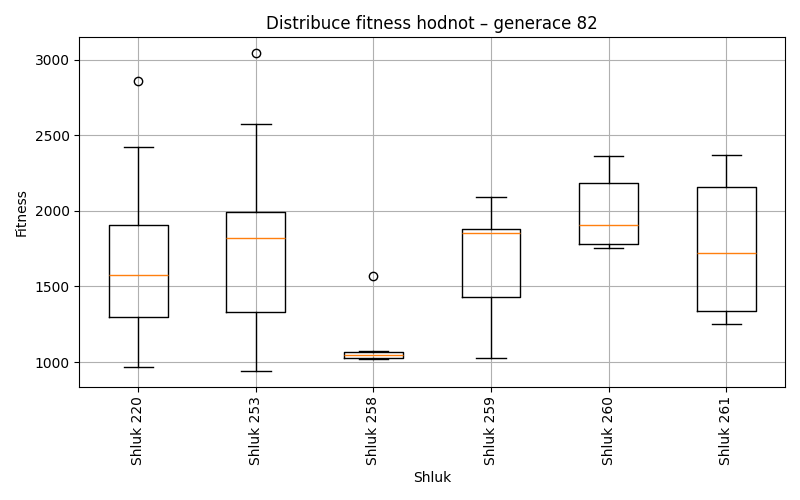 Distribuce fitness hodnot – generace 82
Fitness
3000
2500
2000
1500
1000
Shluk 220
Shluk 253
Shluk 258
Shluk 259
Shluk 260
Shluk 261
Shluk